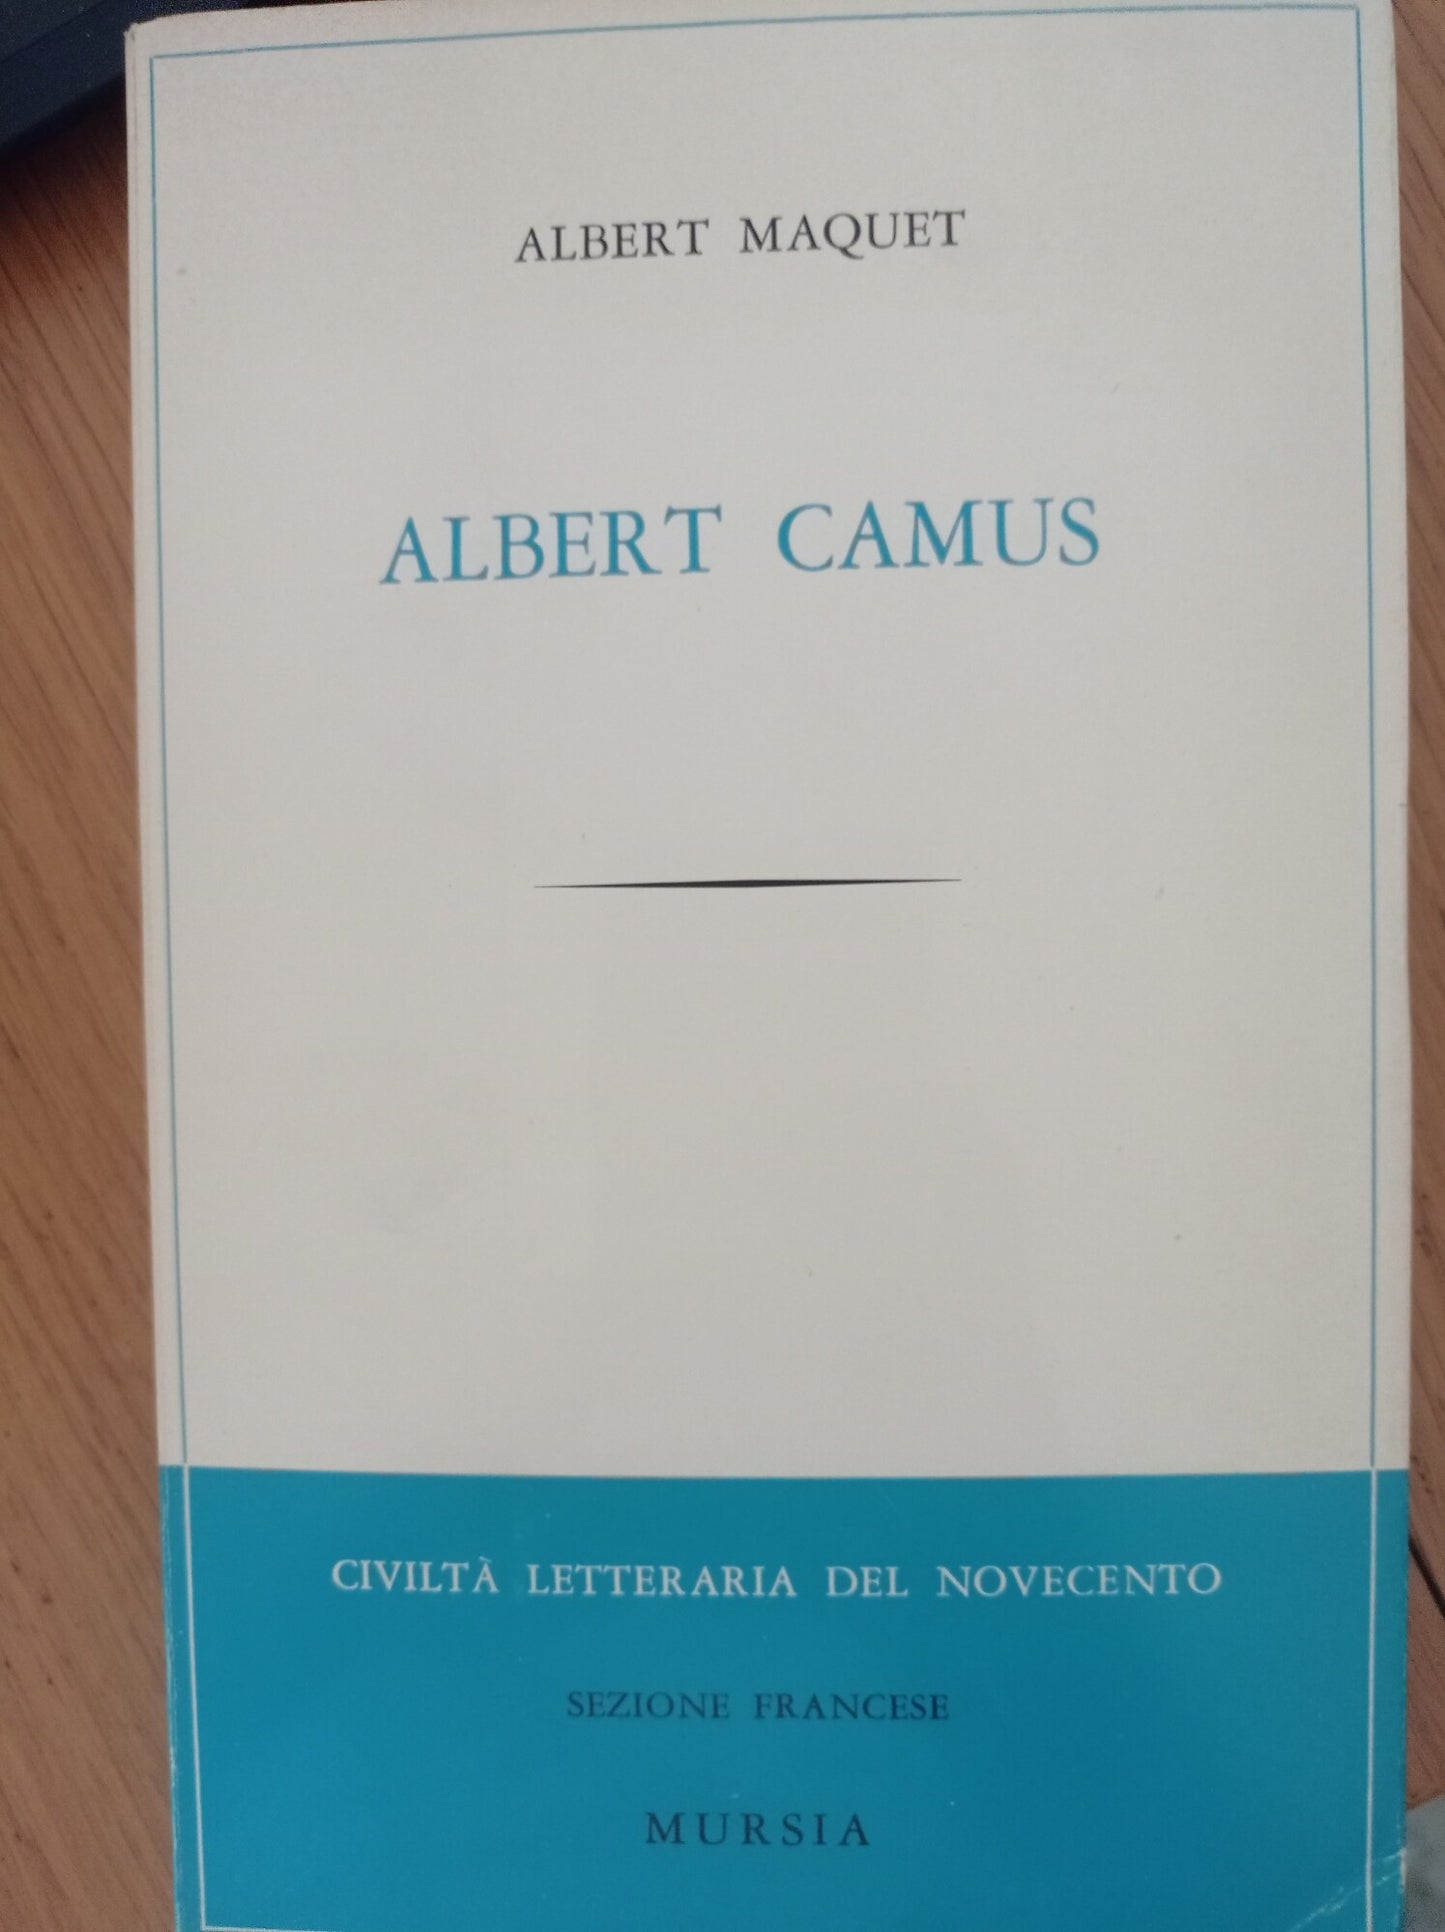 ALBERT MAQUET
ALBERT CAMUS
CIVILTÀ LETTERARIA DEL NOVECENTO
SEZIONE FRANCESE
MURSIA